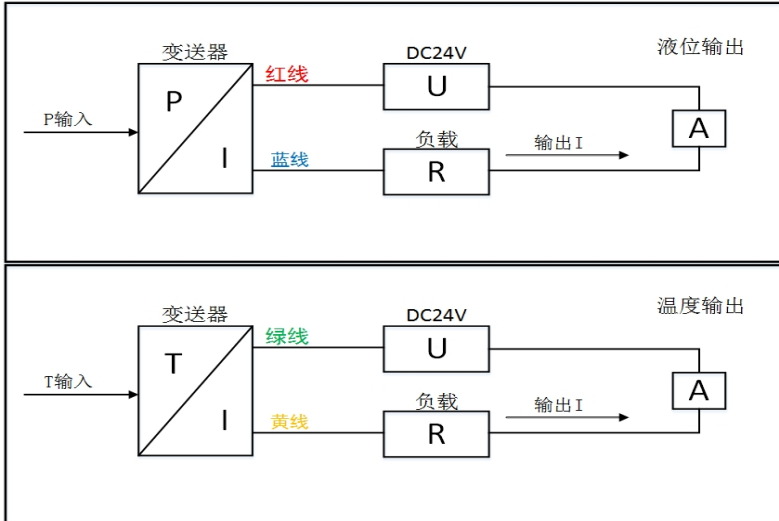 变送器
DC24V
液位输出
P
红线
U
P输入
A
I
负载
输出I
蓝线
R
变送器
DC24V
温度输出
T
绿线
U
T输入
A
I
负载
输出I
黄线
R